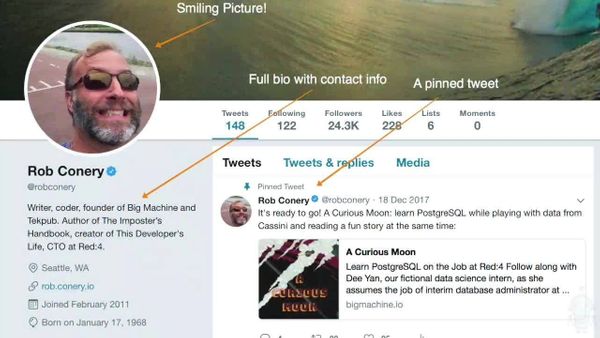 Smiling Picture!
Full bio with contact info
A pinned tweet
Tweets Following Followers Likes Lists Moments
148 122 24.3K 228 6 0
Rob Conery
@robconery
Writer, coder, founder of Big Machine and
Tekpub. Author of The Imposter's
Handbook, creator of This Developer's
Life, CTO at Red:4.
Seattle, WA
rob.conery.io
Joined February 2011
Born on January 17, 1968
Tweets Tweets & replies Media
Pinned Tweet
Rob Conery @robconery · 18 Dec 2017
It's ready to go! A Curious Moon: learn PostgreSQL while playing with data from
Cassini and reading a fun story at the same time:
A
CURIOUS
MOON
A Curious Moon
Learn PostgreSQL on the Job at Red:4 Follow along with
Dee Yan, our fictional data science intern, as she
assumes the job of interim database administrator at ...
bigmachine.io